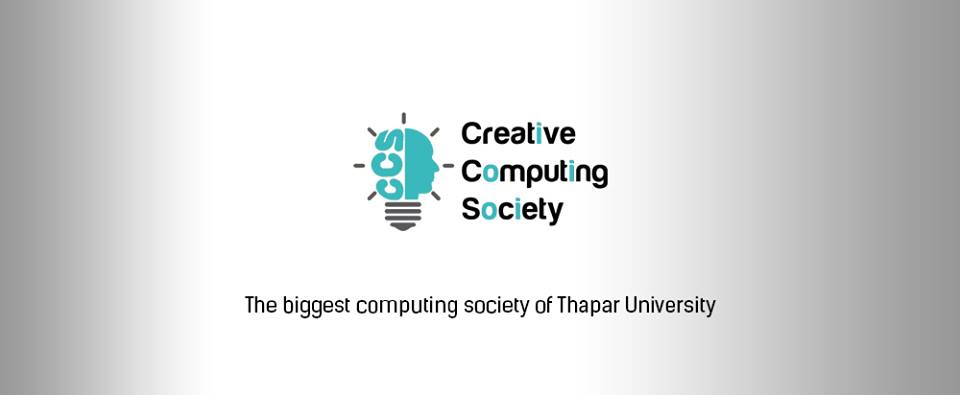 CCS
Creative
Computing
Society
The biggest computing society of Thapar University